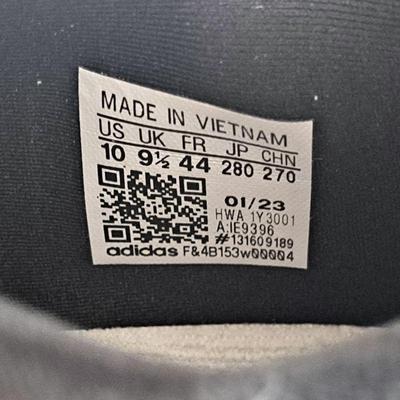 MADE IN VIETNAM
US UK FR JP CHN
10 9½ 44 280 270
01/23
HWA 1Y3001
A:IE9396
#131609189
adidas F&4B153w00004